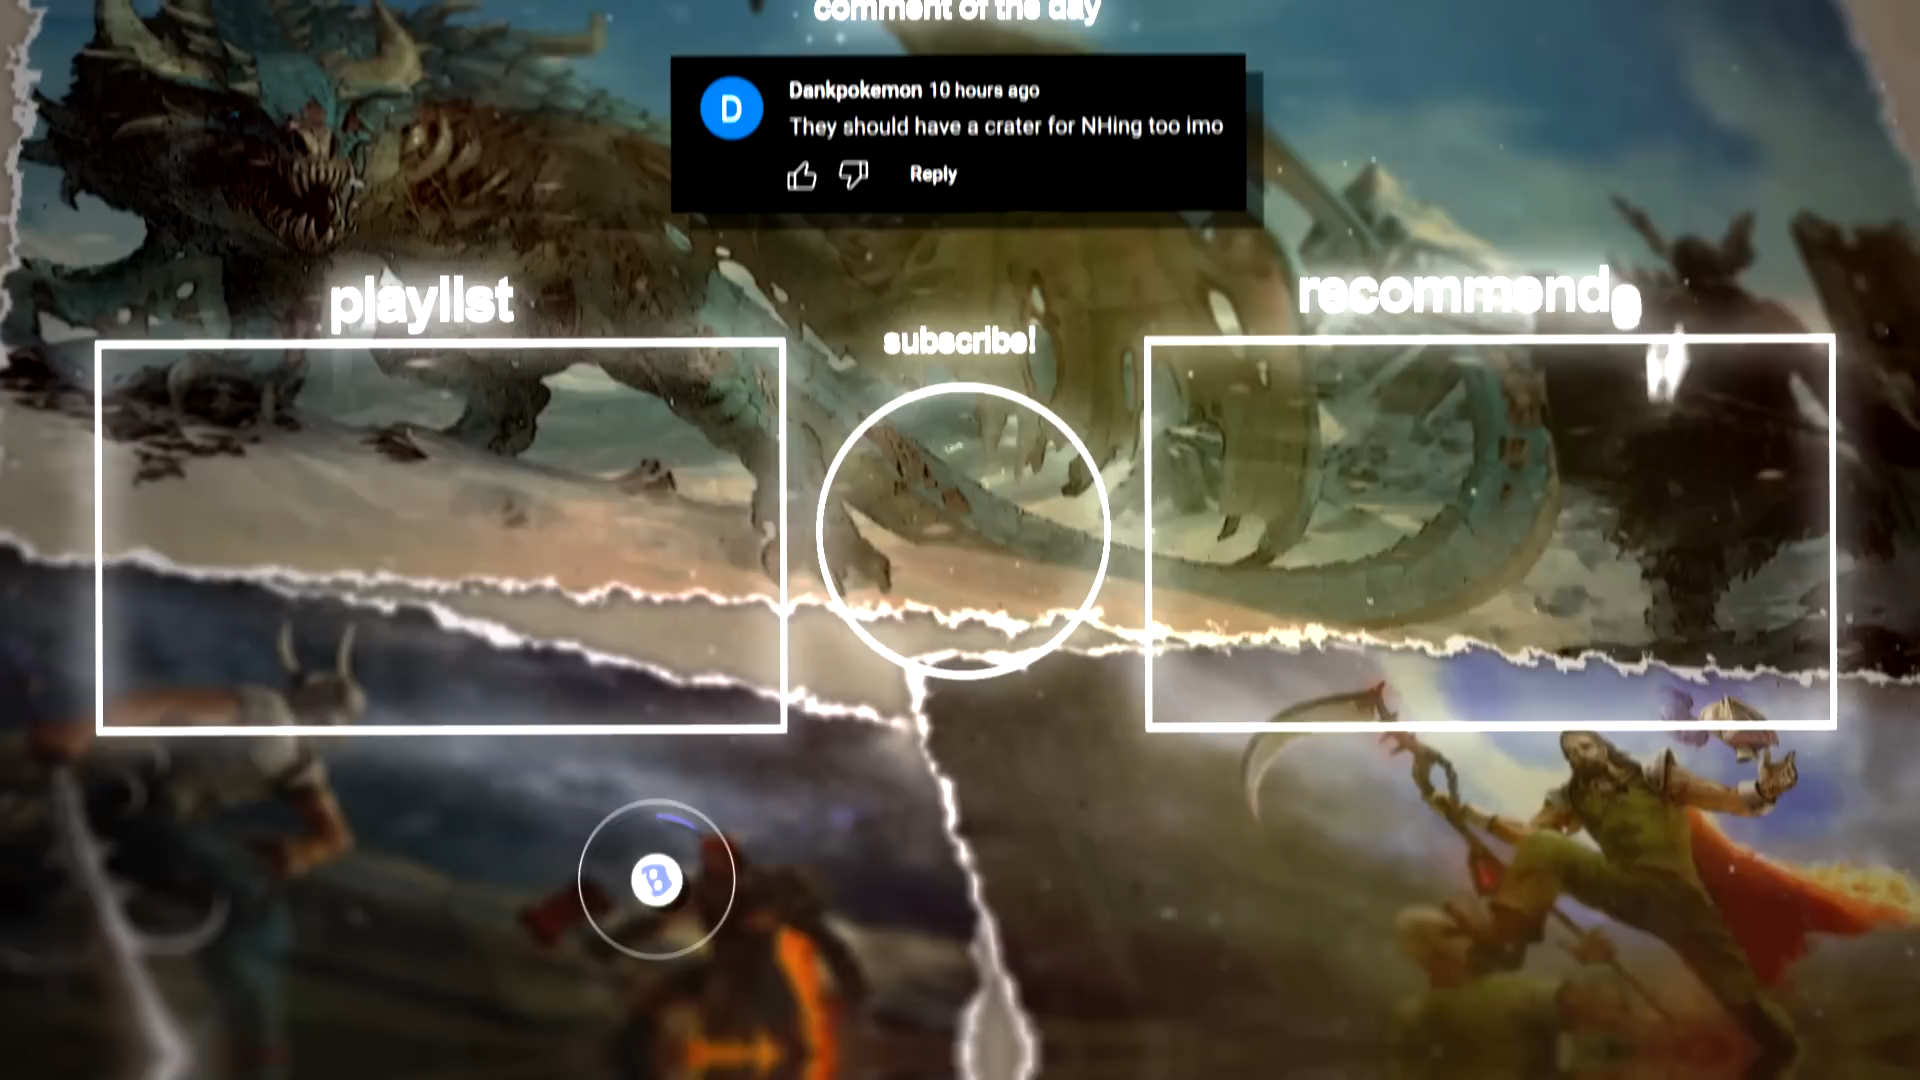 comment of the day
D
Dankpokemon 10 hours ago
They should have a crater for NHing too imo
Reply
playlist
subscribe!
recommend
B